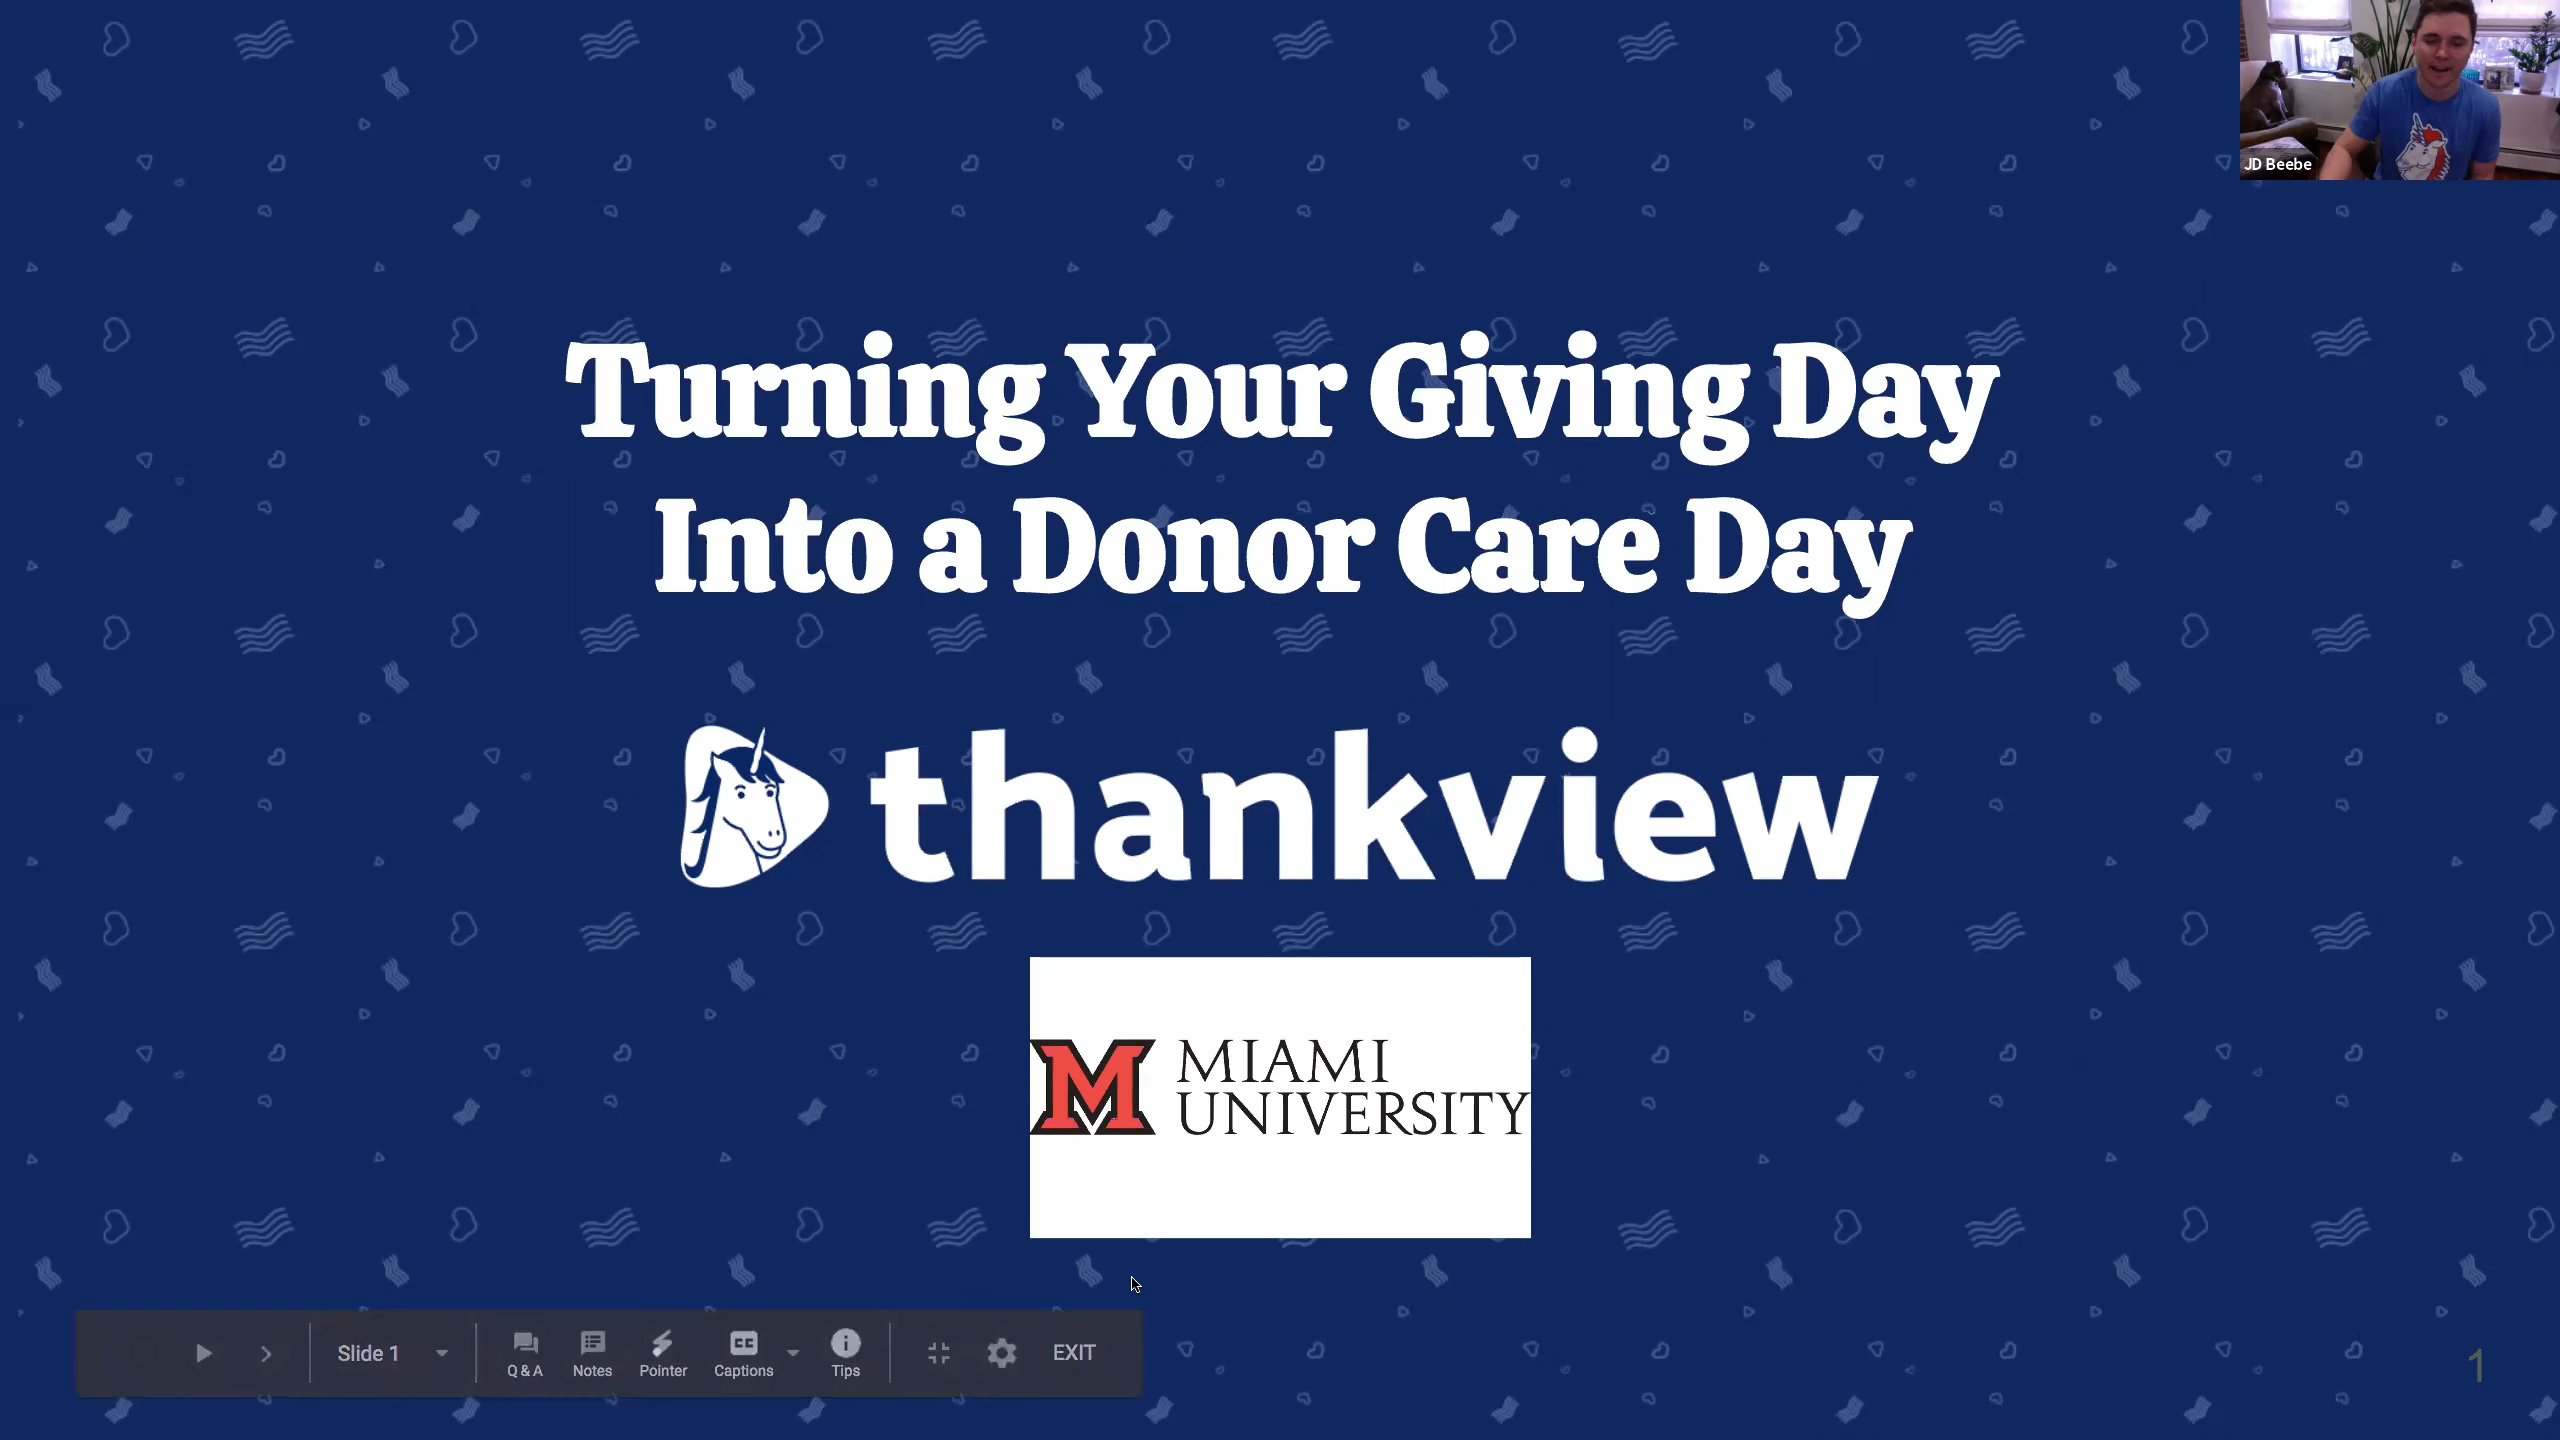 JD Beebe
Turning Your Giving Day
Into a Donor Care Day
thankview
M MIAMI
UNIVERSITY
Slide 1
Q & A
Notes
CC
Pointer
Captions
Tips
EXIT
1